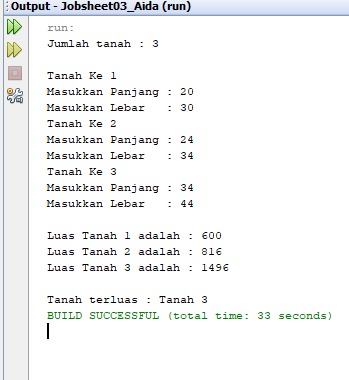 Output - Jobsheet03_Aida (run)
run:
Jumlah tanah : 3
Tanah Ke 1
Masukkan Panjang : 20
Masukkan Lebar   : 30
Tanah Ke 2
Masukkan Panjang : 24
Masukkan Lebar   : 34
Tanah Ke 3
Masukkan Panjang : 34
Masukkan Lebar   : 44
Luas Tanah 1 adalah : 600
Luas Tanah 2 adalah : 816
Luas Tanah 3 adalah : 1496
Tanah terluas : Tanah 3
BUILD SUCCESSFUL (total time: 33 seconds)